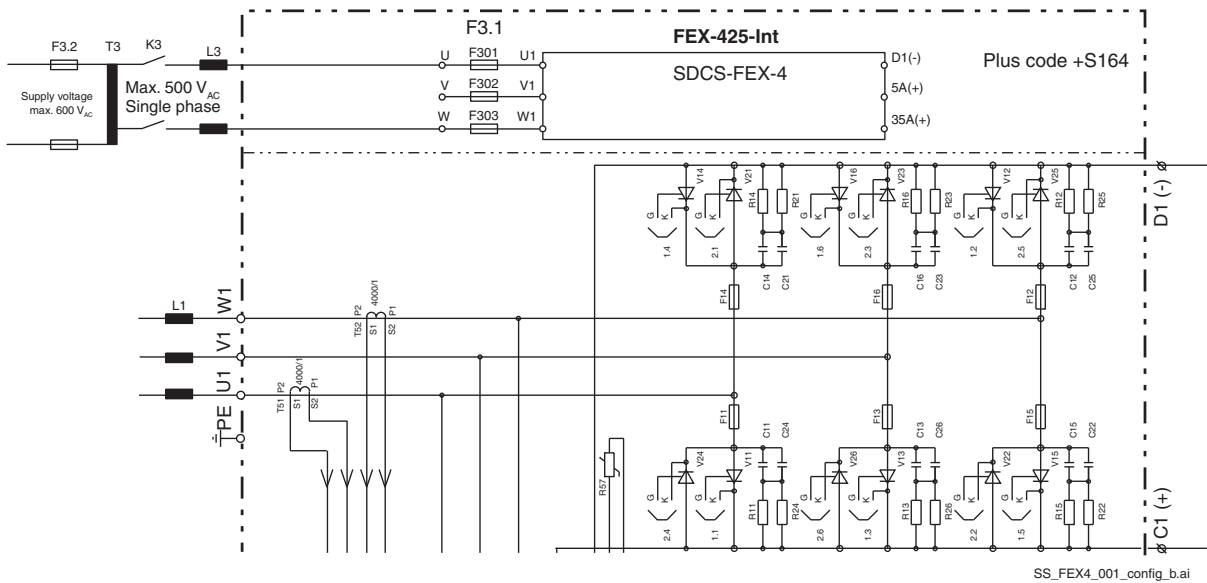 F3.2
T3
K3
L3
F3.1
FEX-425-Int
Plus code +S164
U
F301
U1
SDCS-FEX-4
D1(-)
Supply voltage
max. 600 VAC
Max. 500 VAC
Single phase
V
F302
V1
5A(+)
W
F303
W1
35A(+)
D1 (-)
V14
V21
R14
R21
V16
V23
R16
R23
V12
V25
R12
R25
G
K
G
K
G
K
G
K
G
K
G
K
1.4
2.1
C14
C21
1.6
2.3
C16
C23
1.2
2.5
C12
C25
F14
F16
F12
L1
W1
T52
P2
4000/1
P1
S1
S2
V1
U1
T51
P2
4000/1
P1
S1
S2
PE
F11
F13
F15
C11
C24
C13
C26
C15
C22
R57
V24
V11
V26
V13
V22
V15
G
K
G
K
G
K
G
K
G
K
G
K
R11
R24
R13
R26
R15
R22
2.4
1.1
2.6
1.3
2.2
1.5
C1 (+)
SS_FEX4_001_config_b.ai